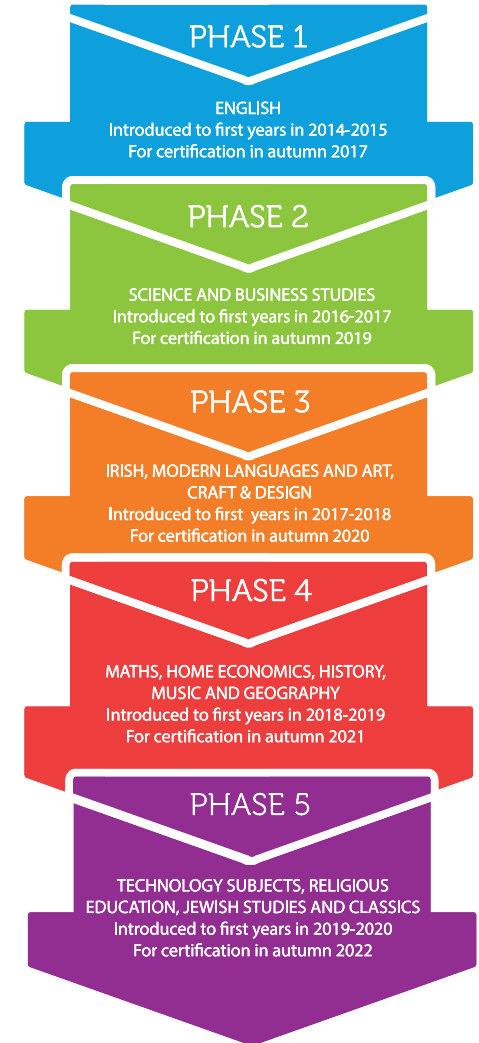 PHASE 1
ENGLISH
Introduced to first years in 2014-2015
For certification in autumn 2017
PHASE 2
SCIENCE AND BUSINESS STUDIES
Introduced to first years in 2016-2017
For certification in autumn 2019
PHASE 3
IRISH, MODERN LANGUAGES AND ART,
CRAFT & DESIGN
Introduced to first years in 2017-2018
For certification in autumn 2020
PHASE 4
MATHS, HOME ECONOMICS, HISTORY,
MUSIC AND GEOGRAPHY
Introduced to first years in 2018-2019
For certification in autumn 2021
PHASE 5
TECHNOLOGY SUBJECTS, RELIGIOUS
EDUCATION, JEWISH STUDIES AND CLASSICS
Introduced to first years in 2019-2020
For certification in autumn 2022